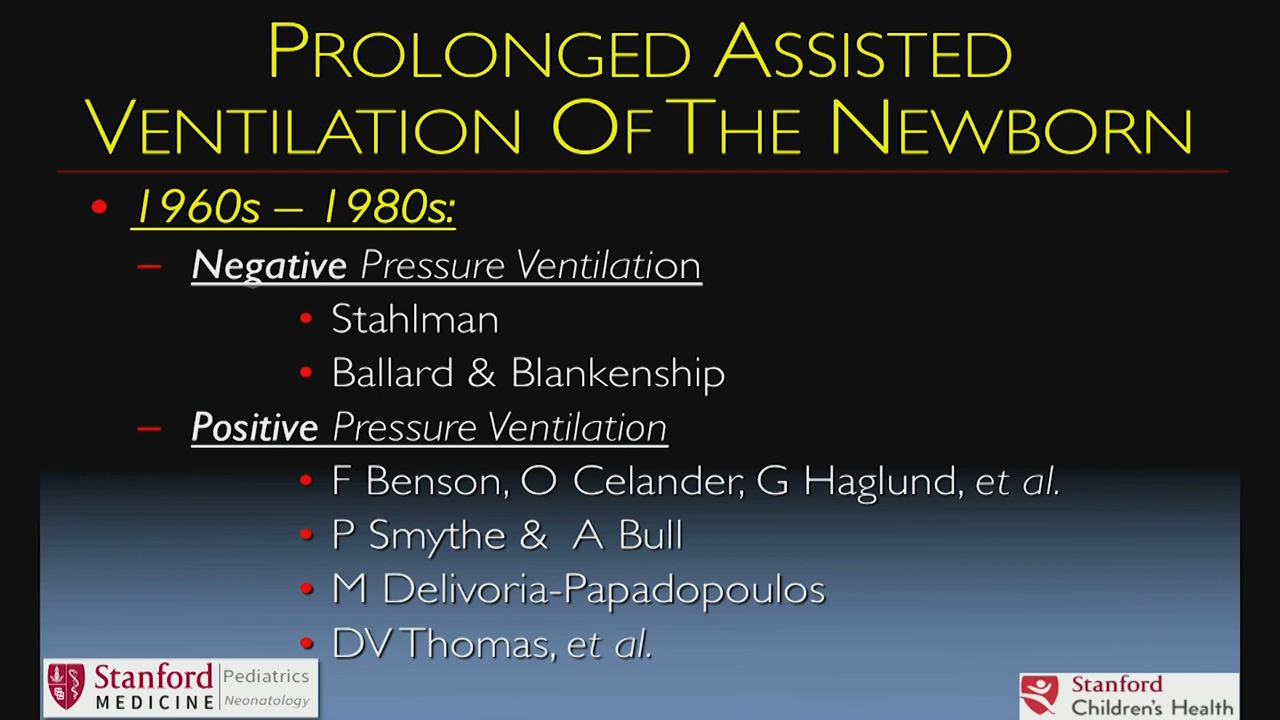 PROLONGED ASSISTED
VENTILATION OF THE NEWBORN
• 1960s – 1980s:
– Negative Pressure Ventilation
• Stahlman
• Ballard & Blankenship
– Positive Pressure Ventilation
• F Benson, O Celander, G Haglund, et al.
• P Smythe & A Bull
• M Delivoria-Papadopoulos
• DV Thomas, et al.
Stanford MEDICINE
Pediatrics
Neonatology
Stanford
Children's Health